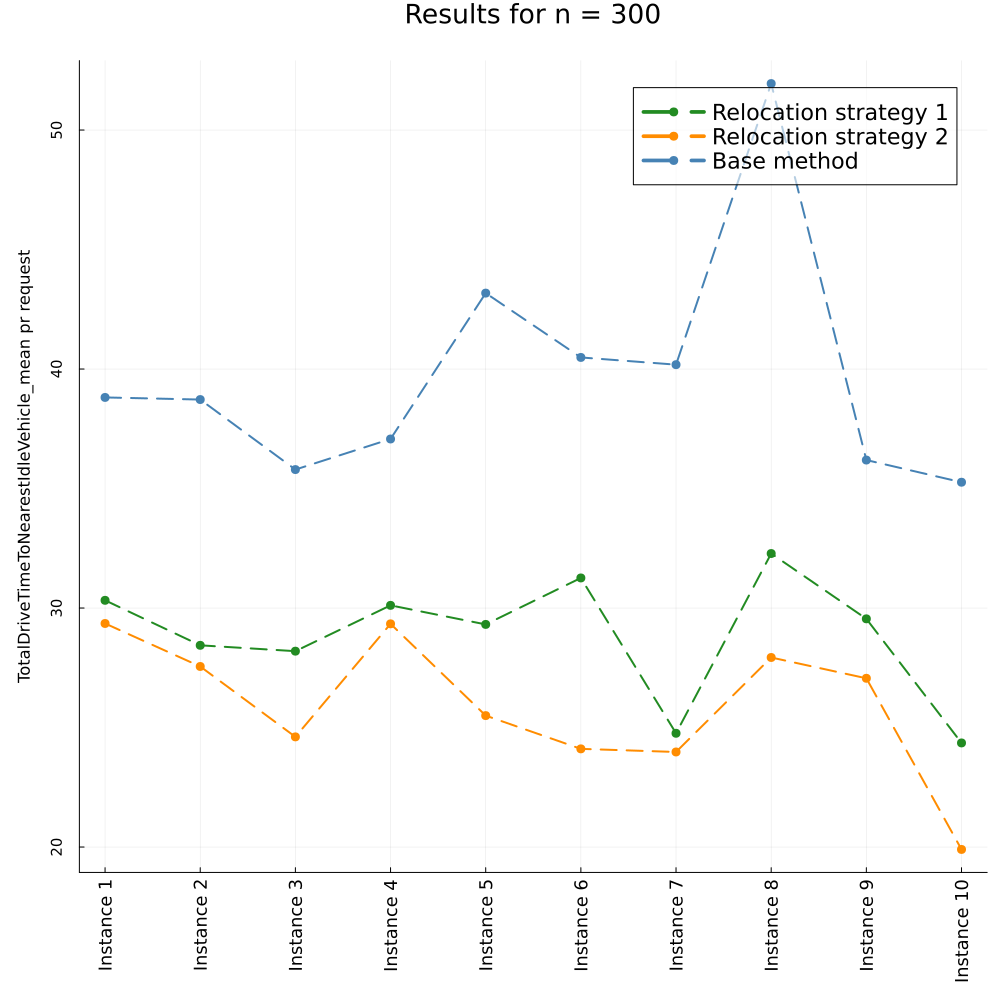 Results for n = 300
TotalDriveTimeToNearestIdleVehicle_mean pr request
50
40
30
20
Relocation strategy 1
Relocation strategy 2
Base method
Instance 1
Instance 2
Instance 3
Instance 4
Instance 5
Instance 6
Instance 7
Instance 8
Instance 9
Instance 10